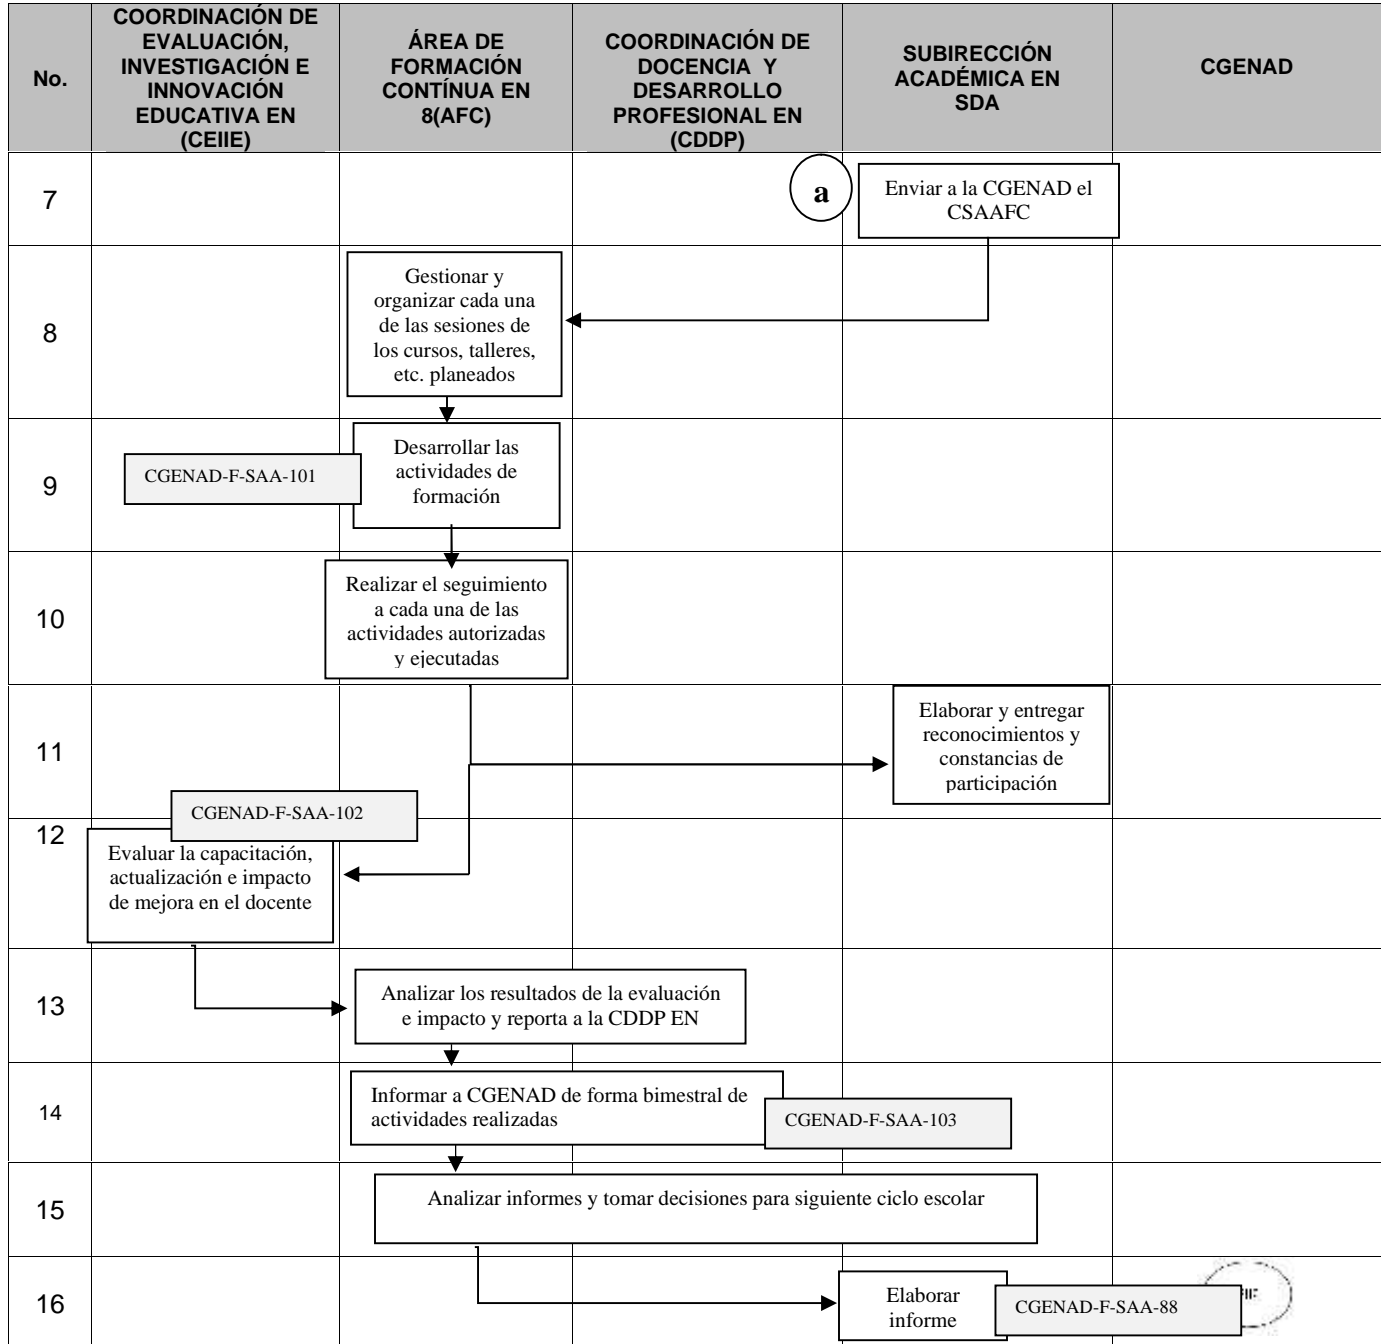 No.
COORDINACIÓN DE
EVALUACIÓN,
INVESTIGACIÓN E
INNOVACIÓN
EDUCATIVA EN
(CEIIE)
ÁREA DE
FORMACIÓN
CONTÍNUA EN
8(AFC)
COORDINACIÓN DE
DOCENCIA Y
DESARROLLO
PROFESIONAL EN
(CDDP)
SUBIRECCIÓN
ACADÉMICA EN
SDA
CGENAD
7
a
Enviar a la CGENAD el
CSAAFC
8
Gestionar y
organizar cada una
de las sesiones de
los cursos, talleres,
etc. planeados
9
CGENAD-F-SAA-101
Desarrollar las
actividades de
formación
10
Realizar el seguimiento
a cada una de las
actividades autorizadas
y ejecutadas
11
Elaborar y entregar
reconocimientos y
constancias de
participación
12
CGENAD-F-SAA-102
Evaluar la capacitación,
actualización e impacto
de mejora en el docente
13
Analizar los resultados de la evaluación
e impacto y reporta a la CDDP EN
14
Informar a CGENAD de forma bimestral de
actividades realizadas
CGENAD-F-SAA-103
15
Analizar informes y tomar decisiones para siguiente ciclo escolar
16
Elaborar
informe
CGENAD-F-SAA-88